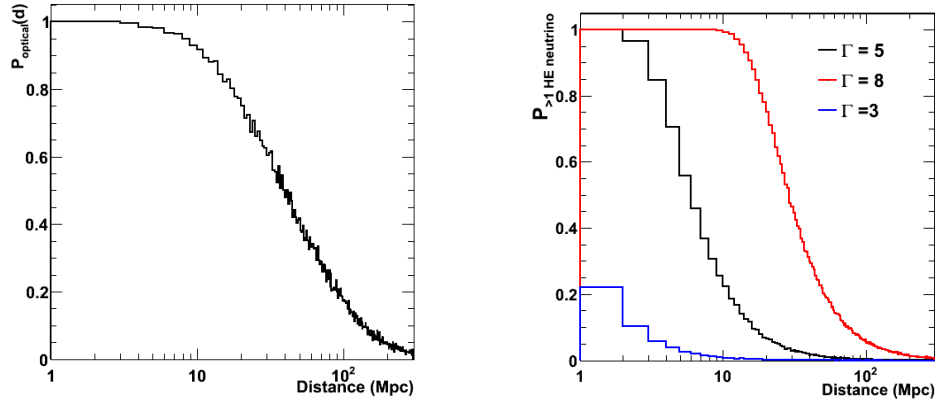 P_optical(d)
1
0.8
0.6
0.4
0.2
0
1
10
10²
Distance (Mpc)
P_>1 HE neutrino
1
0.8
0.6
0.4
0.2
0
1
10
10²
Distance (Mpc)
Γ = 5
Γ = 8
Γ =3